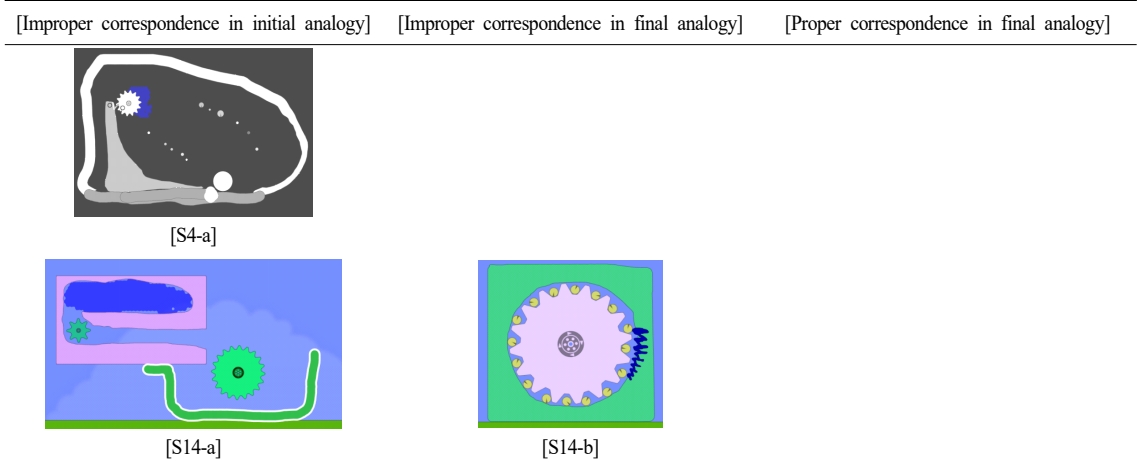 [Improper correspondence in initial analogy] [Improper correspondence in final analogy] [Proper correspondence in final analogy]
[S4-a]
[S14-a] [S14-b]